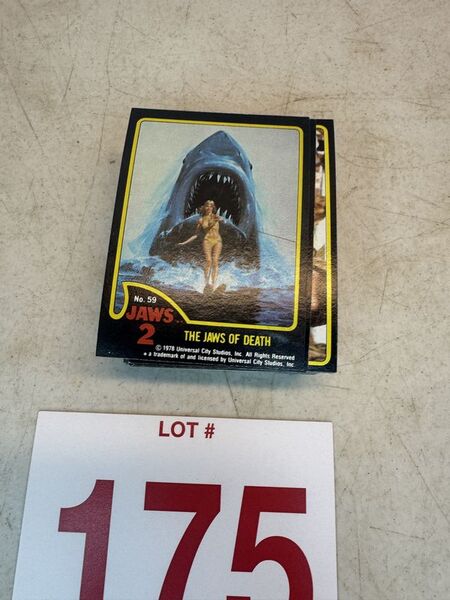 No. 59
JAWS
2
THE JAWS OF DEATH
© 1978 Universal City Studios, Inc. All Rights Reserved
★ a trademark of and licensed by Universal City Studios, Inc
LOT #
175